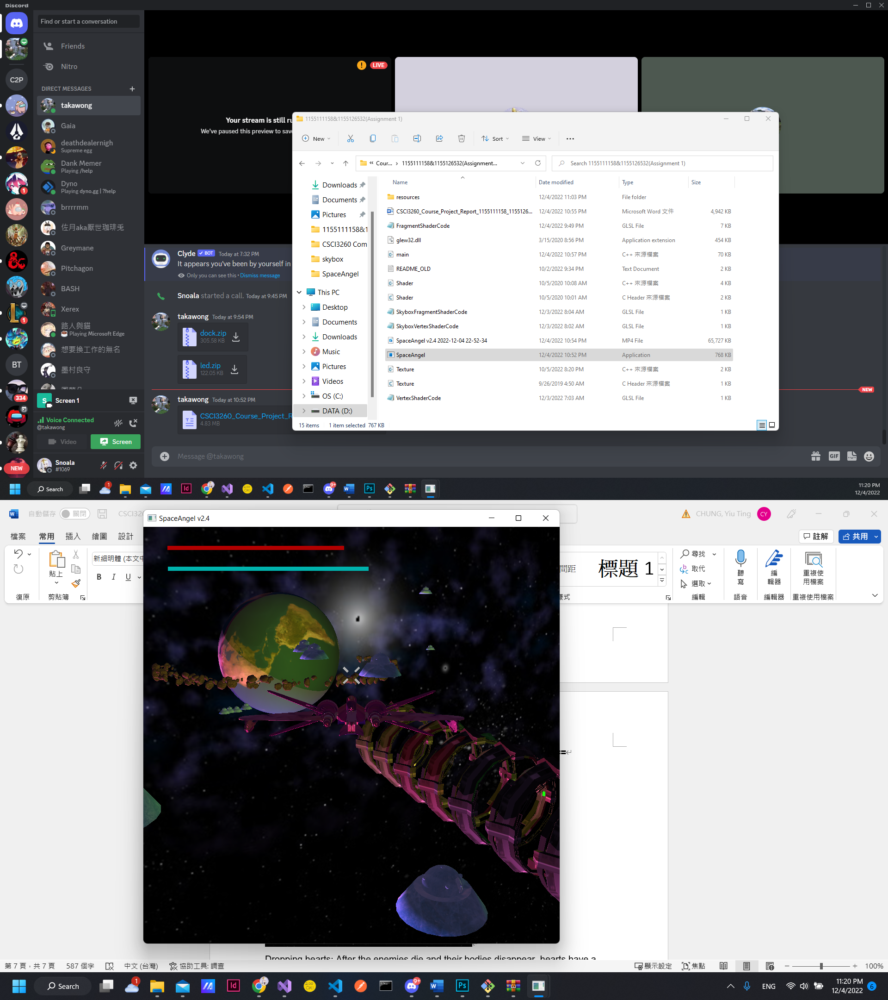 Discord
Find or start a conversation
Friends
Nitro
C2P
DIRECT MESSAGES
takawong
Gaia
deathdealernigh
Supreme egg
Dank Memer
Playing /help
Dyno
Playing dyno.gg | ?help
brrrrmm
佐月aka厭世珈琲兎
Greymane
Pitchagon
BASH
Xerex
路人與貓
Playing Microsoft Edge
想要換工作的無名
墨村良守
BT
1
1
334
NEW
S
Screen 1
Voice Connected
@takawong
Video
Screen
Snoala
#1069
LIVE
Your stream is still ru
We've paused this preview to save
Clyde BOT Today at 7:32 PM
It appears you've been by yourself in
Only you can see this • Dismiss message
Snoala started a call. Today at 9:45 PM
takawong Today at 9:54 PM
dock.zip
305.58 KB
led.zip
122.05 KB
NEW
takawong Today at 10:52 PM
CSCI3260_Course_Project_R
4.83 MB
Message @takawong
GIF
1155111158&1155126532(Assignment 1)
New
Sort
View
« Cour... › 1155111158&1155126532(Assignment...
Search 1155111158&1155126532(Assignment 1)
Downloads
Documents
Pictures
1155111158&1
CSCI3260 Com
skybox
SpaceAngel
This PC
Desktop
Documents
Downloads
Music
Pictures
Videos
OS (C:)
DATA (D:)
Name Date modified Type Size
resources 12/4/2022 11:03 PM File folder
CSCI3260_Course_Project_Report_1155111158_1155126... 12/4/2022 10:55 PM Microsoft Word 文件 4,942 KB
FragmentShaderCode 12/4/2022 9:49 PM GLSL File 7 KB
glew32.dll 3/15/2020 8:56 PM Application extension 454 KB
main 12/4/2022 10:57 PM C++ 來源檔案 70 KB
README_OLD 10/2/2022 9:34 PM Text Document 2 KB
Shader 10/5/2020 10:08 AM C++ 來源檔案 4 KB
Shader 10/5/2020 10:01 AM C Header 來源檔案 2 KB
SkyboxFragmentShaderCode 12/3/2022 8:04 AM GLSL File 1 KB
SkyboxVertexShaderCode 12/3/2022 8:02 AM GLSL File 1 KB
SpaceAngel v2.4 2022-12-04 22-52-34 12/4/2022 10:54 PM MP4 File 65,727 KB
SpaceAngel 12/4/2022 10:52 PM Application 768 KB
Texture 10/5/2022 8:20 PM C++ 來源檔案 2 KB
Texture 9/26/2019 4:50 AM C Header 來源檔案 1 KB
VertexShaderCode 12/3/2022 7:03 AM GLSL File 1 KB
15 items 1 item selected 767 KB
Search
1
Id
9+
Ps
11:20 PM
12/4/2022
自動儲存 關閉 CSCI32
CHUNG, Yiu Ting CY
SpaceAngel v2.4
檔案 常用 插入 繪圖 設計
註解 共用
新細明體 (本文中
貼上
B I U
復原 剪貼簿
間距 標題 1
樣式
尋找
取代
選取
編輯
聽
寫
語音
編
輯器
編輯器
重複使
用檔案
重複使用檔案
Dropping hearts: After the enemies die and their bodies disappear, hearts have a
第 7 頁，共 7 頁 587 個字 中文 (台灣) 協助工具: 調查
顯示設定 焦點 100%
Search
1
Id
9+
Ps
ENG
11:20 PM
12/4/2022
6